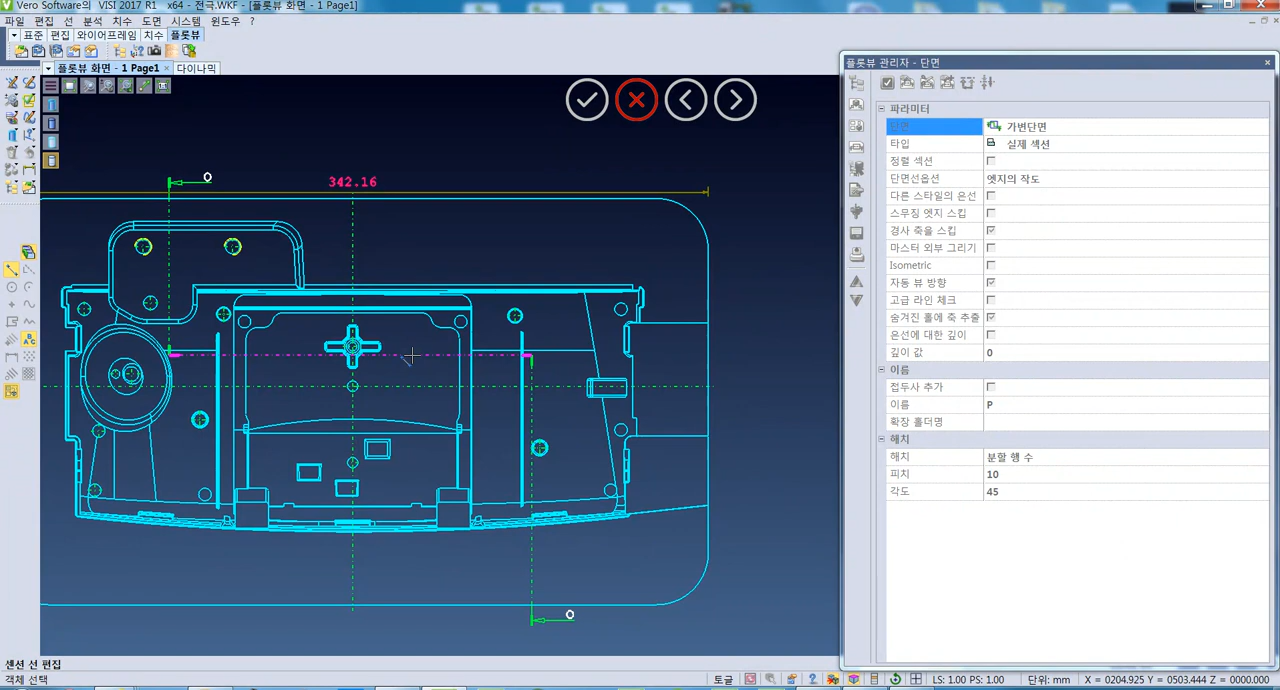 Vero Software의 VISI 2017 R1 x64 - 전극.WKF - [플롯뷰 화면 - 1 Page1]
파일 편집 선 분석 치수 도면 시스템 윈도우 ?
표준 편집 와이어프레임 치수 플롯뷰
플롯뷰 화면 - 1 Page1 × 다이나믹
플롯뷰 관리자 - 단면
파라미터
단면 가변단면
타입 실제 섹션
정렬 섹션
단면선옵션 엣지의 작도
다른 스타일의 은선
스무징 엣지 스킵
경사 축을 스킵
마스터 외부 그리기
Isometric
자동 뷰 방향
고급 라인 체크
숨겨진 홀에 축 추출
은선에 대한 깊이
깊이 값 0
이름
접두사 추가
이름 P
확장 홀더명
해치
해치 분할 행 수
피치 10
각도 45
O
342.16
O
센션 선 편집
객체 선택
토글 LS: 1.00 PS: 1.00 단위: mm X = 0204.925 Y = 0503.444 Z = 0000.000